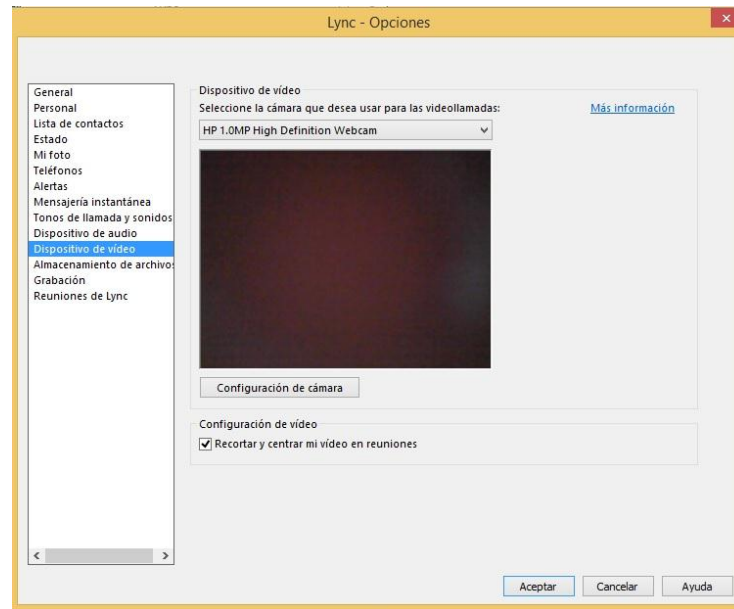 Lync - Opciones
General
Personal
Lista de contactos
Estado
Mi foto
Teléfonos
Alertas
Mensajería instantánea
Tonos de llamada y sonidos
Dispositivo de audio
Dispositivo de vídeo
Almacenamiento de archivos
Grabación
Reuniones de Lync
Dispositivo de vídeo
Seleccione la cámara que desea usar para las videollamadas:
Más información
HP 1.0MP High Definition Webcam
Configuración de cámara
Configuración de vídeo
Recortar y centrar mi vídeo en reuniones
Aceptar
Cancelar
Ayuda